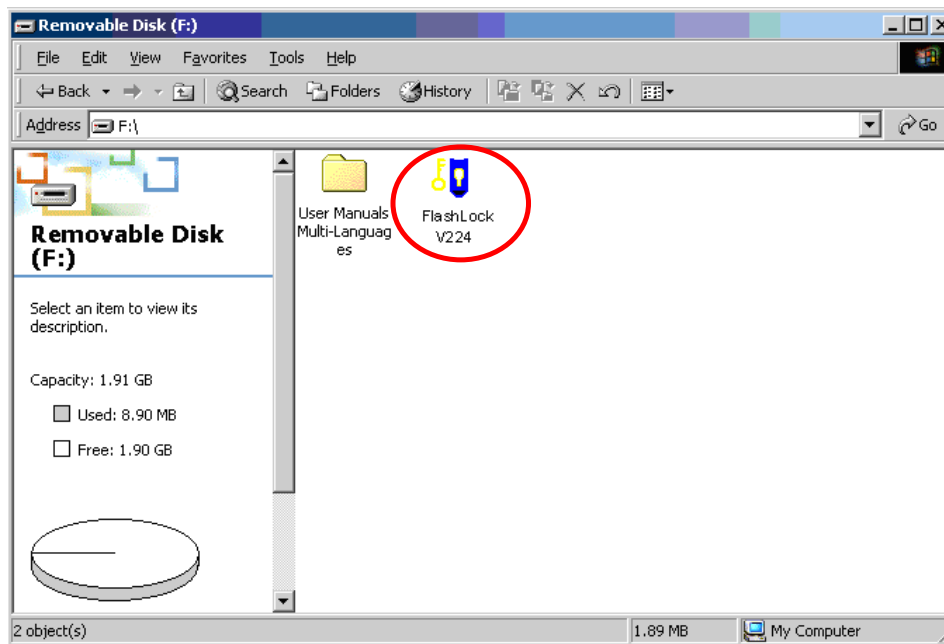 Removable Disk (F:)
File Edit View Favorites Tools Help
Back Search Folders History
Address F:\ Go
Removable Disk
(F:)
Select an item to view its
description.
Capacity: 1.91 GB
Used: 8.90 MB
Free: 1.90 GB
User Manuals
Multi-Languag
es
FlashLock
V224
2 object(s) 1.89 MB My Computer